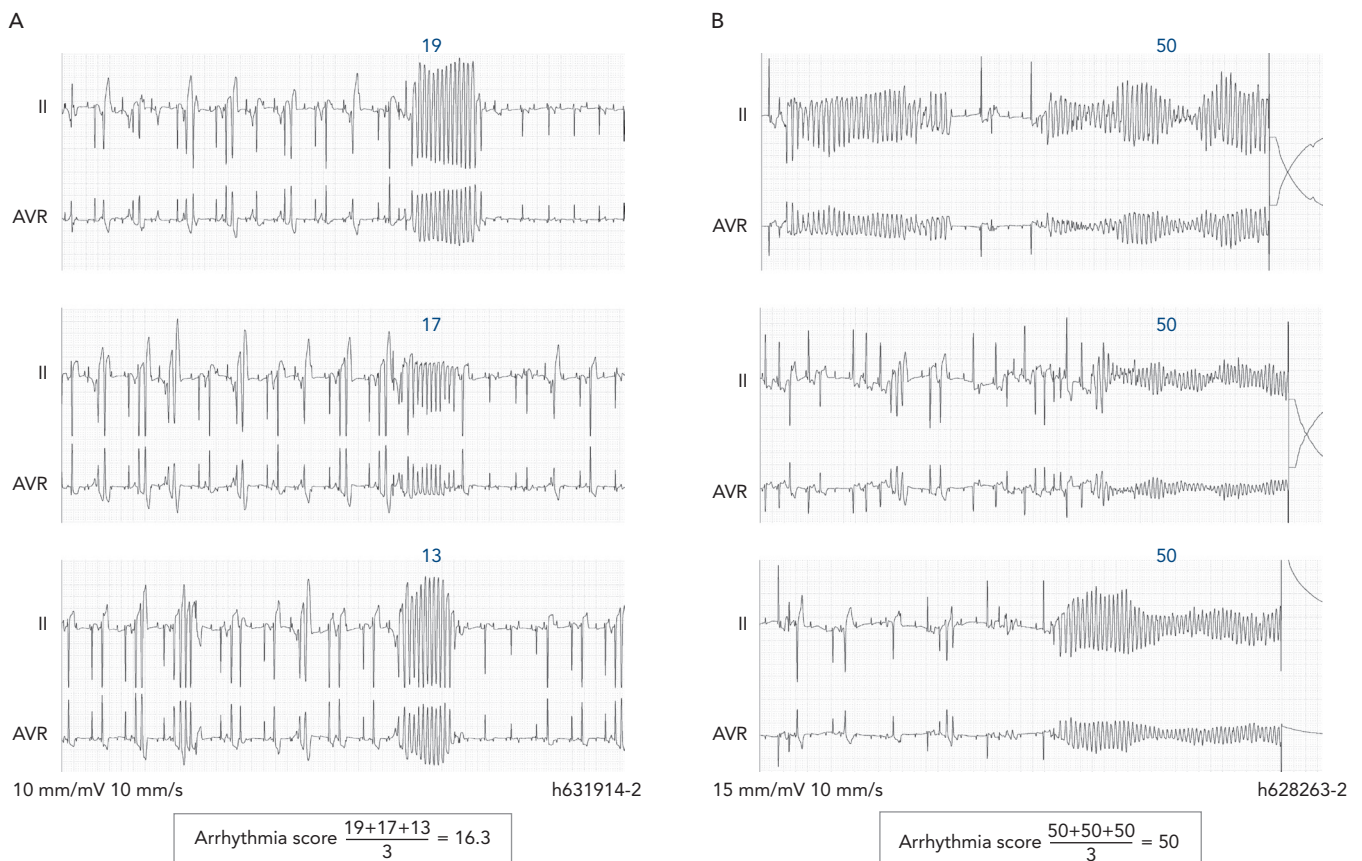 A
19
II
AVR
17
II
AVR
13
II
AVR
10 mm/mV 10 mm/s h631914-2
Arrhythmia score 19+17+13 / 3 = 16.3
B
50
II
AVR
50
II
AVR
50
II
AVR
15 mm/mV 10 mm/s h628263-2
Arrhythmia score 50+50+50 / 3 = 50